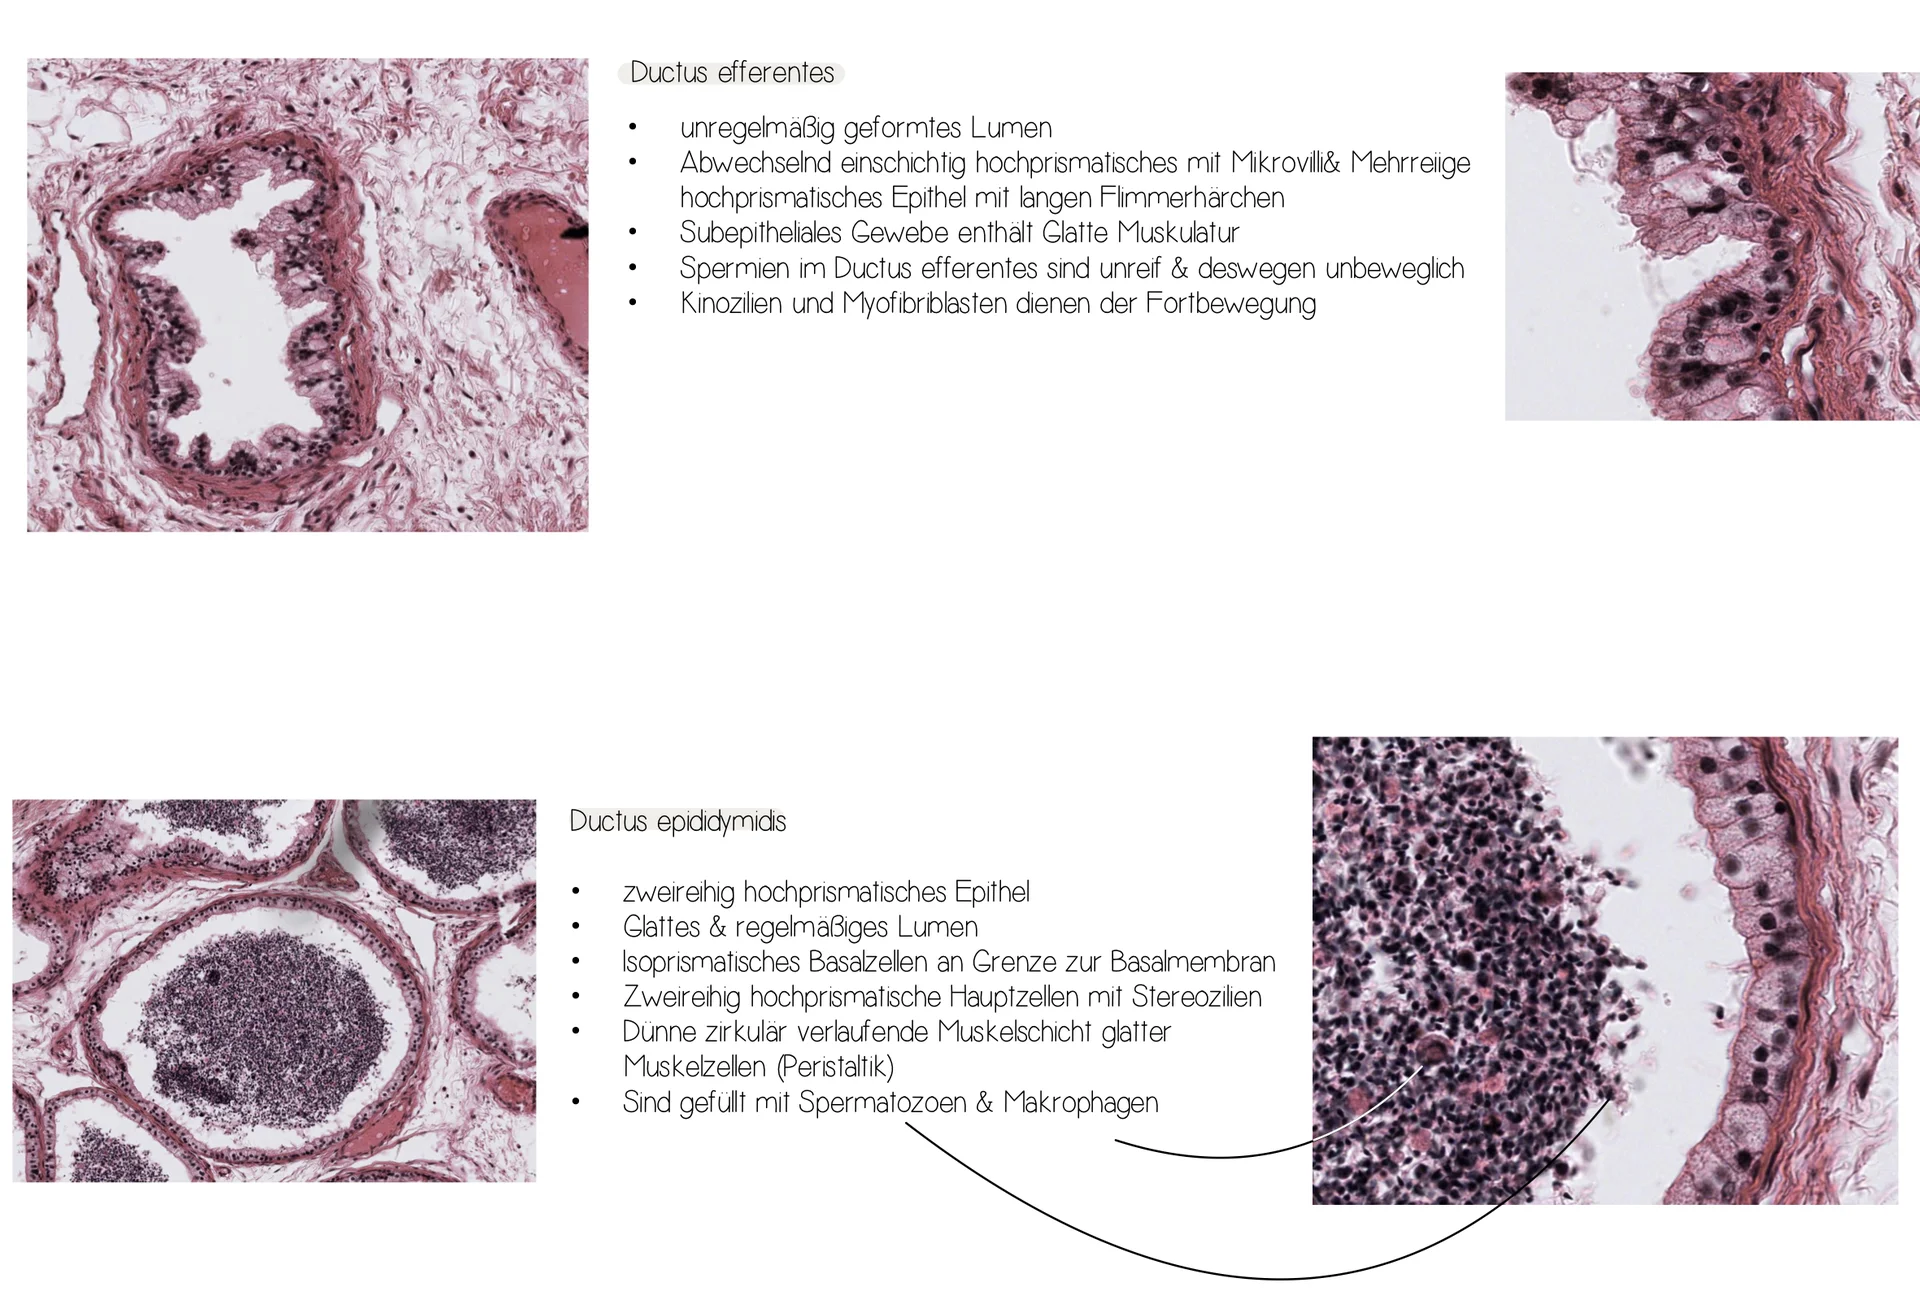 Ductus efferentes
• unregelmäßig geformtes Lumen
• Abwechselnd einschichtig hochprismatisches mit Mikrovilli& Mehrreiige
hochprismatisches Epithel mit langen Flimmerhärchen
• Subepitheliales Gewebe enthält Glatte Muskulatur
• Spermien im Ductus efferentes sind unreif & deswegen unbeweglich
• Kinozilien und Myofibriblasten dienen der Fortbewegung
Ductus epididymidis
• zweireihig hochprismatisches Epithel
• Glattes & regelmäßiges Lumen
• Isoprismatisches Basalzellen an Grenze zur Basalmembran
• Zweireihig hochprismatische Hauptzellen mit Stereozilien
• Dünne zirkulär verlaufende Muskelschicht glatter
Muskelzellen (Peristaltik)
• Sind gefüllt mit Spermatozoen & Makrophagen